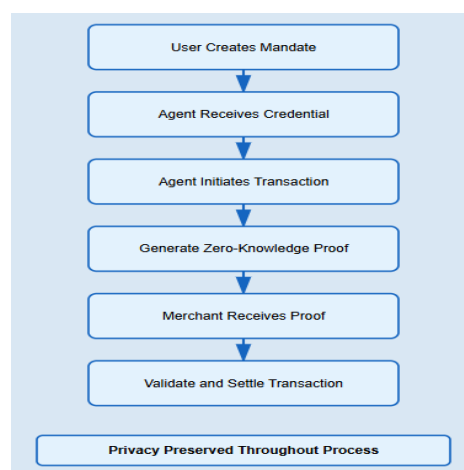 User Creates Mandate
Agent Receives Credential
Agent Initiates Transaction
Generate Zero-Knowledge Proof
Merchant Receives Proof
Validate and Settle Transaction
Privacy Preserved Throughout Process